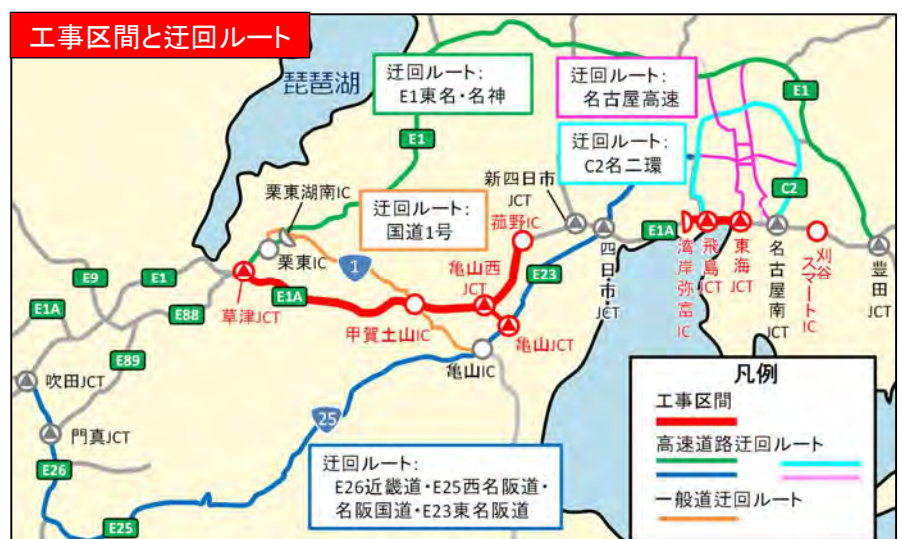 工事区間と迂回ルート
琵琶湖
迂回ルート:
E1東名・名神
迂回ルート:
名古屋高速
迂回ルート:
C2名二環
迂回ルート:
国道1号
迂回ルート:
E26近畿道・E25西名阪道・
名阪国道・E23東名阪道
E1
E1
C2
栗東湖南IC
栗東IC
新四日市
JCT
菰野IC
1
亀山西
JCT
E23
E1A
四日市JCT
湾岸弥富IC
飛島JCT
東海JCT
名古屋南JCT
刈谷スマートIC
豊田JCT
E9
E1
E1A
E88
草津JCT
E1A
甲賀土山IC
亀山JCT
亀山IC
E89
吹田JCT
門真JCT
25
E26
E25
凡例
工事区間
高速道路迂回ルート
一般道迂回ルート